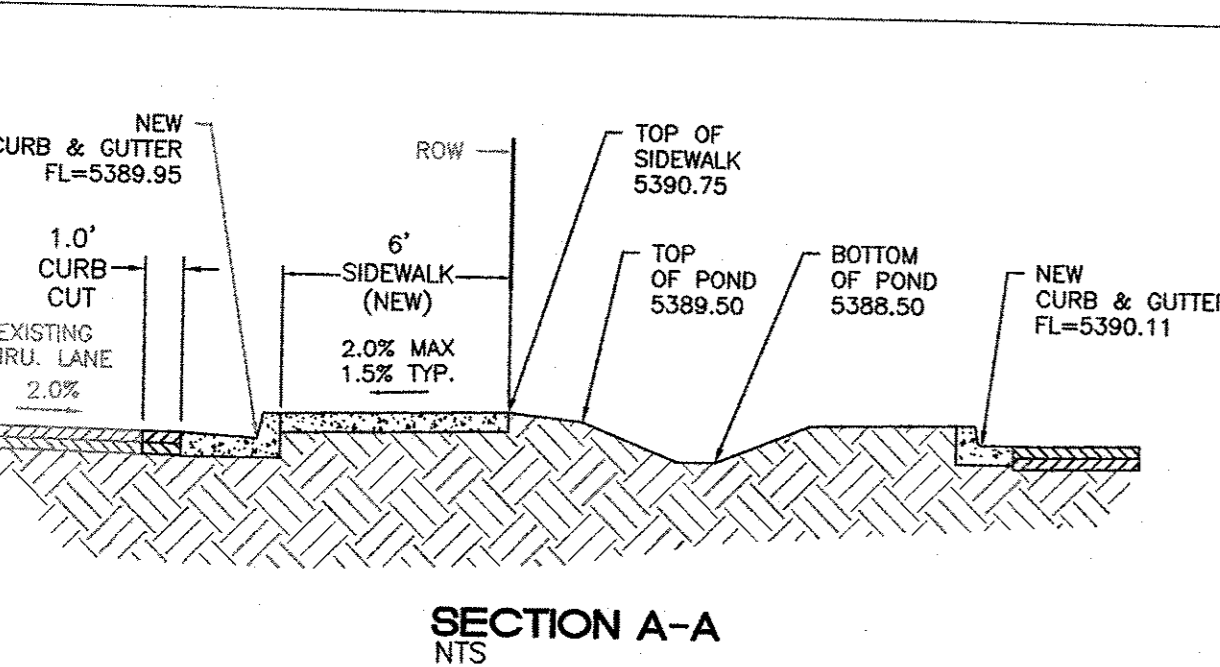 NEW
CURB & GUTTER
FL=5389.95
ROW
TOP OF
SIDEWALK
5390.75
1.0'
CURB
CUT
6'
SIDEWALK
(NEW)
TOP
OF POND
5389.50
BOTTOM
OF POND
5388.50
NEW
CURB & GUTTER
FL=5390.11
EXISTING
THRU. LANE
2.0%
2.0% MAX
1.5% TYP.
SECTION A-A
NTS